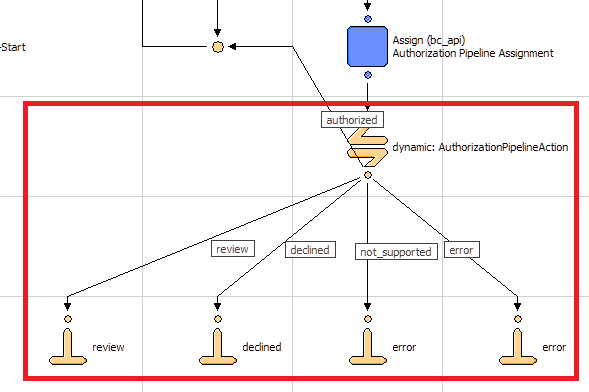 -Start
Assign (bc_api)
Authorization Pipeline Assignment
authorized
dynamic: AuthorizationPipelineAction
review
declined
not_supported
error
review
declined
error
error